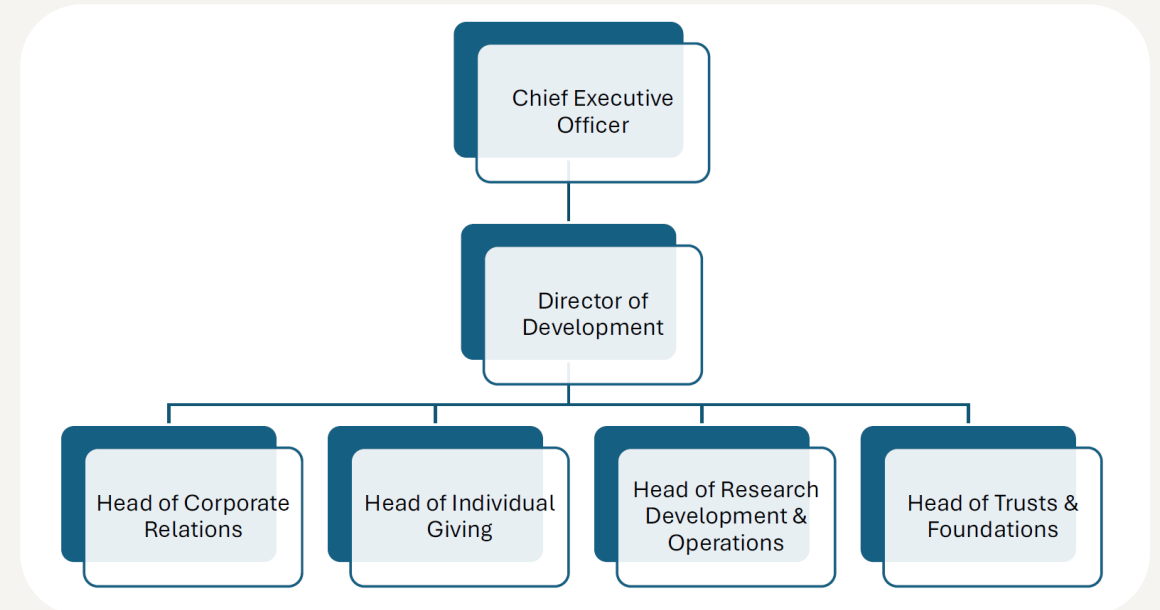 Chief Executive
Officer
Director of
Development
Head of Corporate
Relations
Head of Individual
Giving
Head of Research
Development &
Operations
Head of Trusts &
Foundations